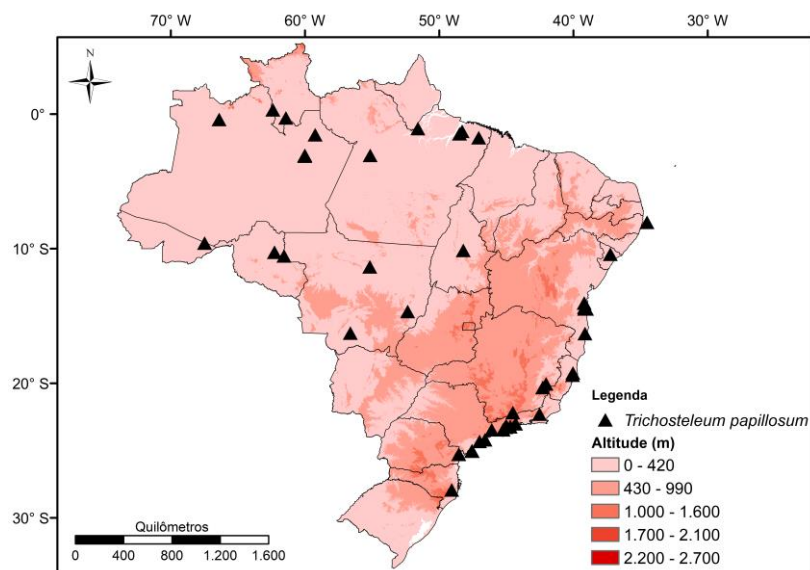 70° W 60° W 50° W 40° W 30° W
N
0°
10° S
20° S
30° S
Quilômetros
0 400 800 1.200 1.600
Legenda
Trichosteleum papillosum
Altitude (m)
0 - 420
430 - 990
1.000 - 1.600
1.700 - 2.100
2.200 - 2.700